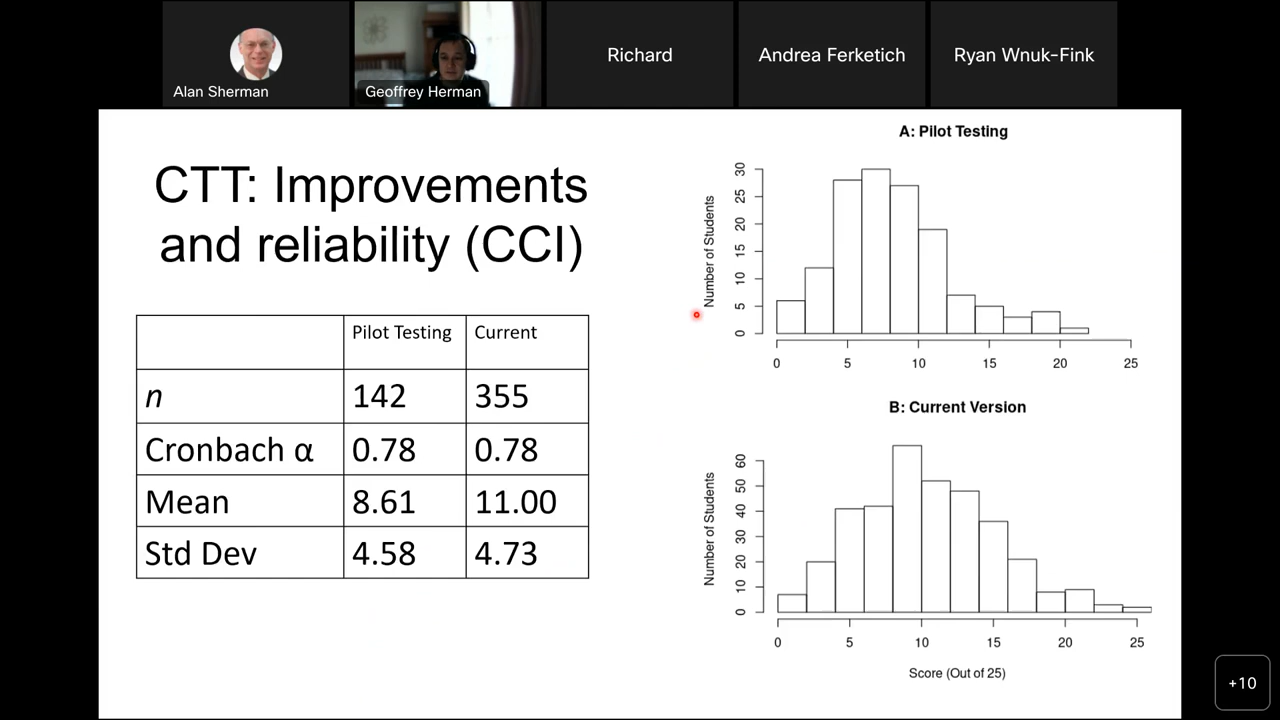 Alan Sherman
Geoffrey Herman
Richard
Andrea Ferketich
Ryan Wnuk-Fink
CTT: Improvements
and reliability (CCI)
Pilot Testing Current
n 142 355
Cronbach α 0.78 0.78
Mean 8.61 11.00
Std Dev 4.58 4.73
A: Pilot Testing
Number of Students
30
25
20
15
10
5
0
0 5 10 15 20 25
B: Current Version
Number of Students
60
50
40
30
20
10
0
0 5 10 15 20 25
Score (Out of 25)
+10